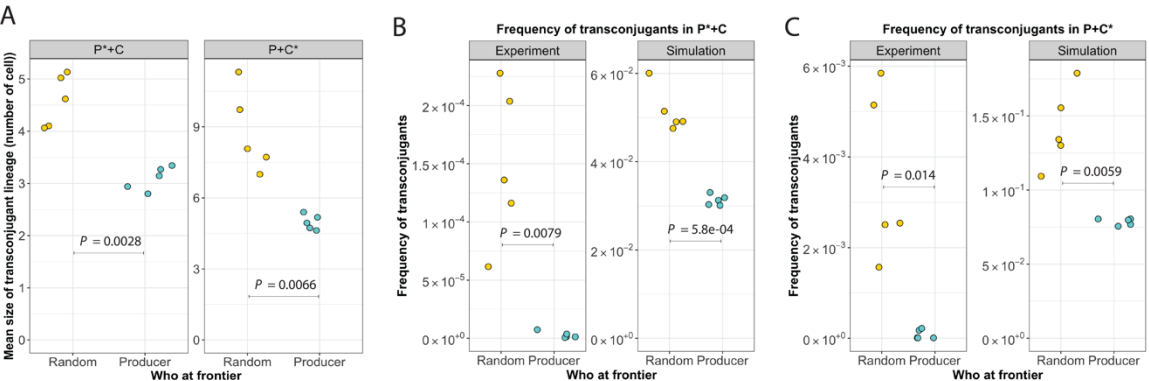 A
P*+C
P+C*
Mean size of transconjugant lineage (number of cell))
5
4
3
2
1
0
9
6
3
0
P = 0.0028
P = 0.0066
Random Producer
Random Producer
Who at frontier
B
Frequency of transconjugants in P*+C
Experiment
Simulation
Frequency of transconjugants
2 × 10⁻⁴
1.5 × 10⁻⁴
1 × 10⁻⁴
5 × 10⁻⁵
0 × 10⁺⁰
6 × 10⁻²
4 × 10⁻²
2 × 10⁻²
0 × 10⁺⁰
P = 0.0079
P = 5.8e-04
Random Producer
Random Producer
Who at frontier
C
Frequency of transconjugants in P+C*
Experiment
Simulation
Frequency of transconjugants
6 × 10⁻³
4 × 10⁻³
2 × 10⁻³
0 × 10⁺⁰
1.5 × 10⁻¹
1 × 10⁻¹
5 × 10⁻²
0 × 10⁺⁰
P = 0.014
P = 0.0059
Random Producer
Random Producer
Who at frontier